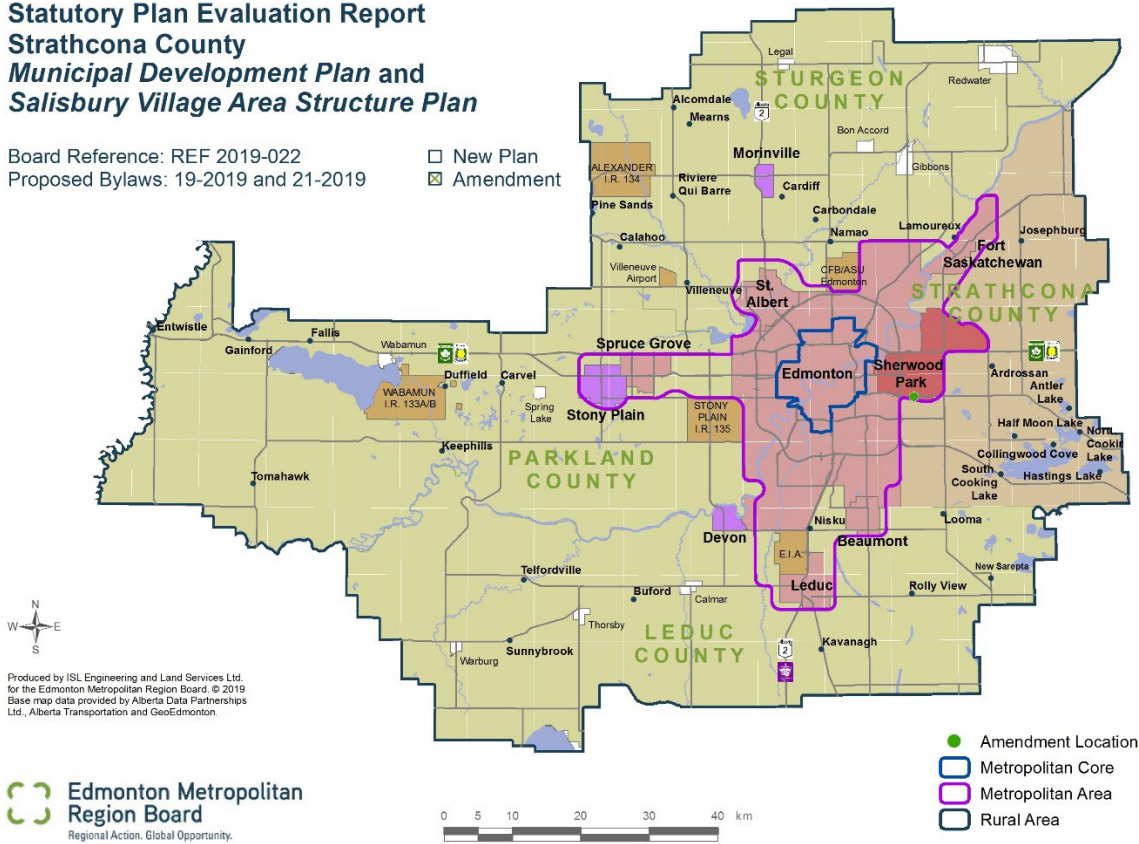 Statutory Plan Evaluation Report
Strathcona County
Municipal Development Plan and
Salisbury Village Area Structure Plan
Board Reference: REF 2019-022
Proposed Bylaws: 19-2019 and 21-2019
New Plan
Amendment
Legal
Redwater
STURGEON
COUNTY
Alcomdale
2
Mearns
Bon Accord
Morinville
Gibbons
ALEXANDER
I.R. 134
Riviere
Qui Barre
Cardiff
Pine Sands
Carbondale
Lamoureux
Namao
Josephburg
Calahoo
Fort
Saskatchewan
Villeneuve
Airport
CFB/ASU
Edmonton
Villeneuve
St.
Albert
STRATHCONA
COUNTY
Entwistle
Fallis
Gainford
Wabamun
Spruce Grove
Edmonton
Sherwood
Park
Ardrossan
Duffield
Carvel
Antler
Lake
WABAMUN
I.R. 133A/B
Spring
Lake
Stony Plain
STONY
PLAIN
I.R. 135
Half Moon Lake
North
Cooking
Lake
Keephills
Collingwood Cove
PARKLAND
COUNTY
South
Cooking
Lake
Hastings Lake
Tomahawk
Looma
Nisku
Devon
Beaumont
E.I.A.
New Sarepta
Telfordville
Leduc
Rolly View
Buford
Calmar
Thorsby
LEDUC
COUNTY
Kavanagh
Sunnybrook
2
Warburg
N
W
E
S
Produced by ISL Engineering and Land Services Ltd.
for the Edmonton Metropolitan Region Board. © 2019
Base map data provided by Alberta Data Partnerships
Ltd., Alberta Transportation and GeoEdmonton.
Amendment Location
Metropolitan Core
Metropolitan Area
Rural Area
Edmonton Metropolitan
Region Board
Regional Action. Global Opportunity.
0 5 10 20 30 40 km